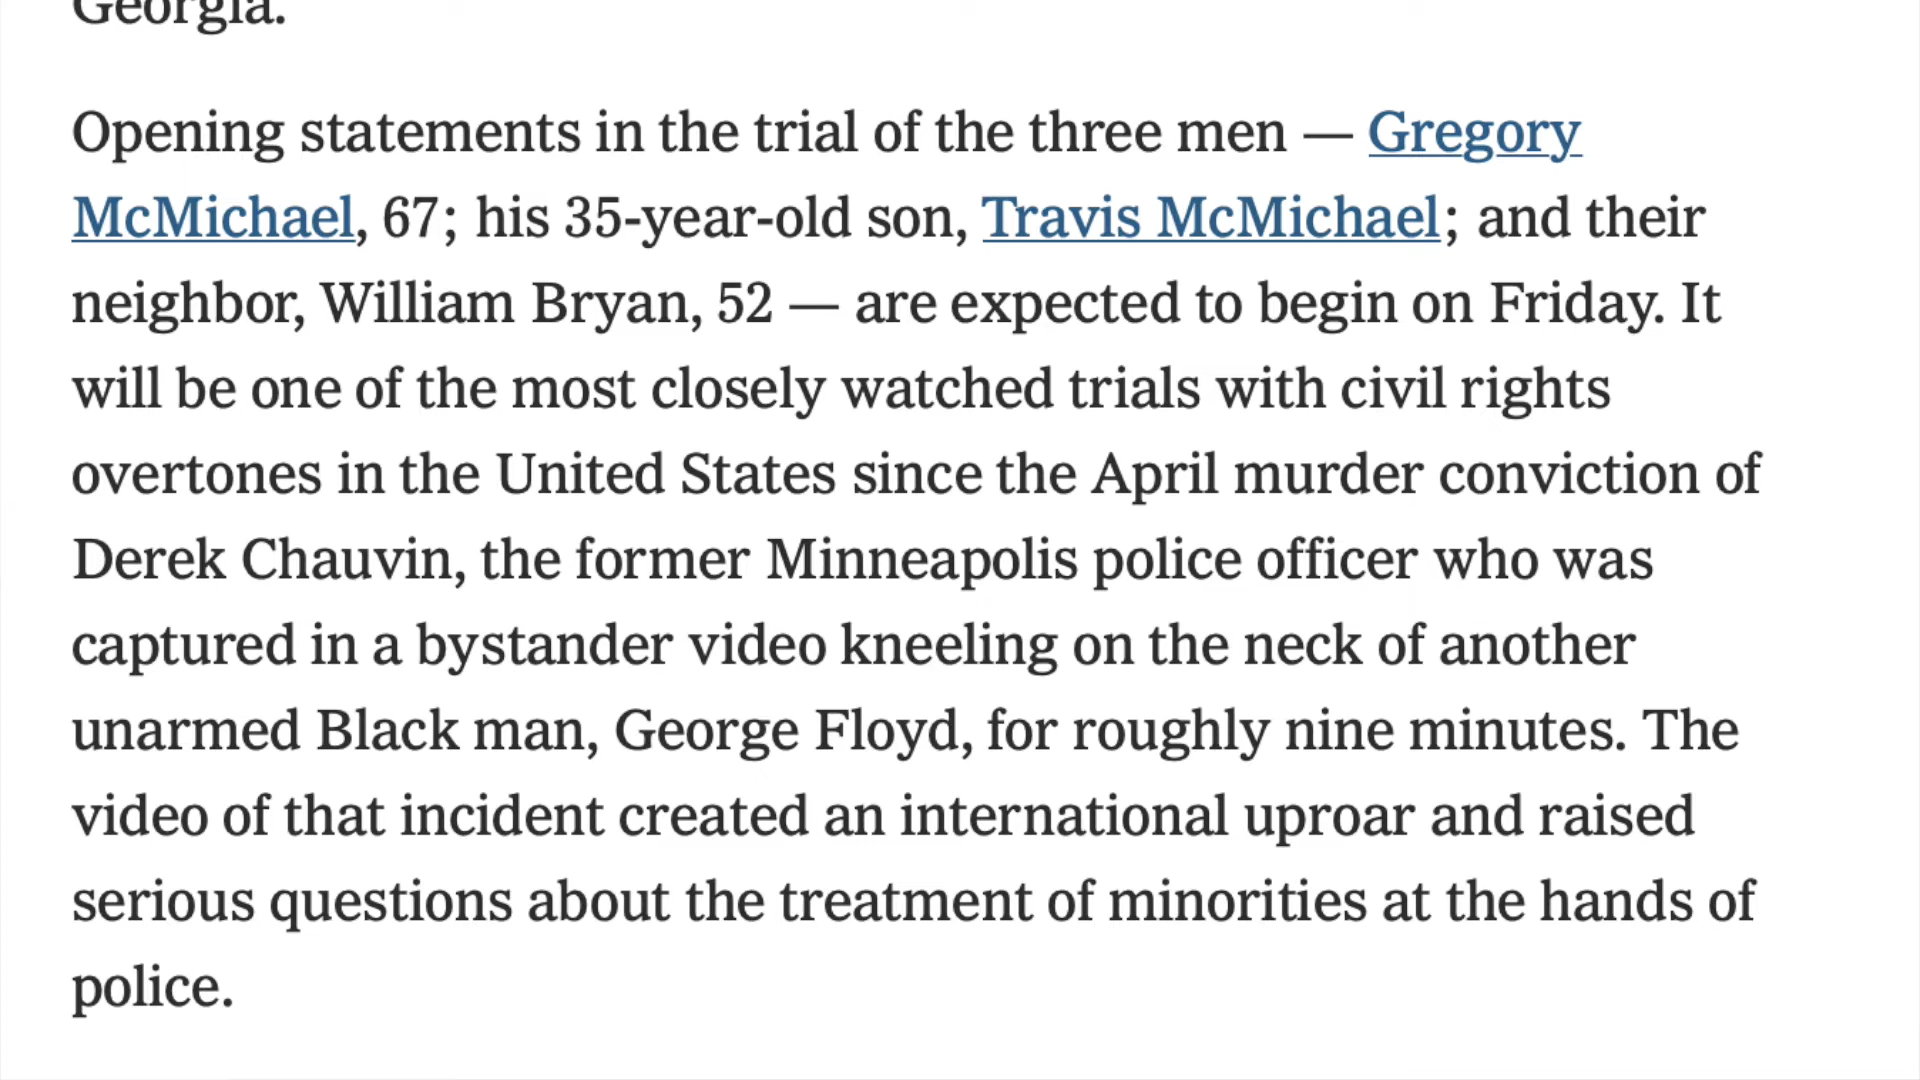 Georgia.
Opening statements in the trial of the three men — Gregory
McMichael, 67; his 35-year-old son, Travis McMichael; and their
neighbor, William Bryan, 52 — are expected to begin on Friday. It
will be one of the most closely watched trials with civil rights
overtones in the United States since the April murder conviction of
Derek Chauvin, the former Minneapolis police officer who was
captured in a bystander video kneeling on the neck of another
unarmed Black man, George Floyd, for roughly nine minutes. The
video of that incident created an international uproar and raised
serious questions about the treatment of minorities at the hands of
police.